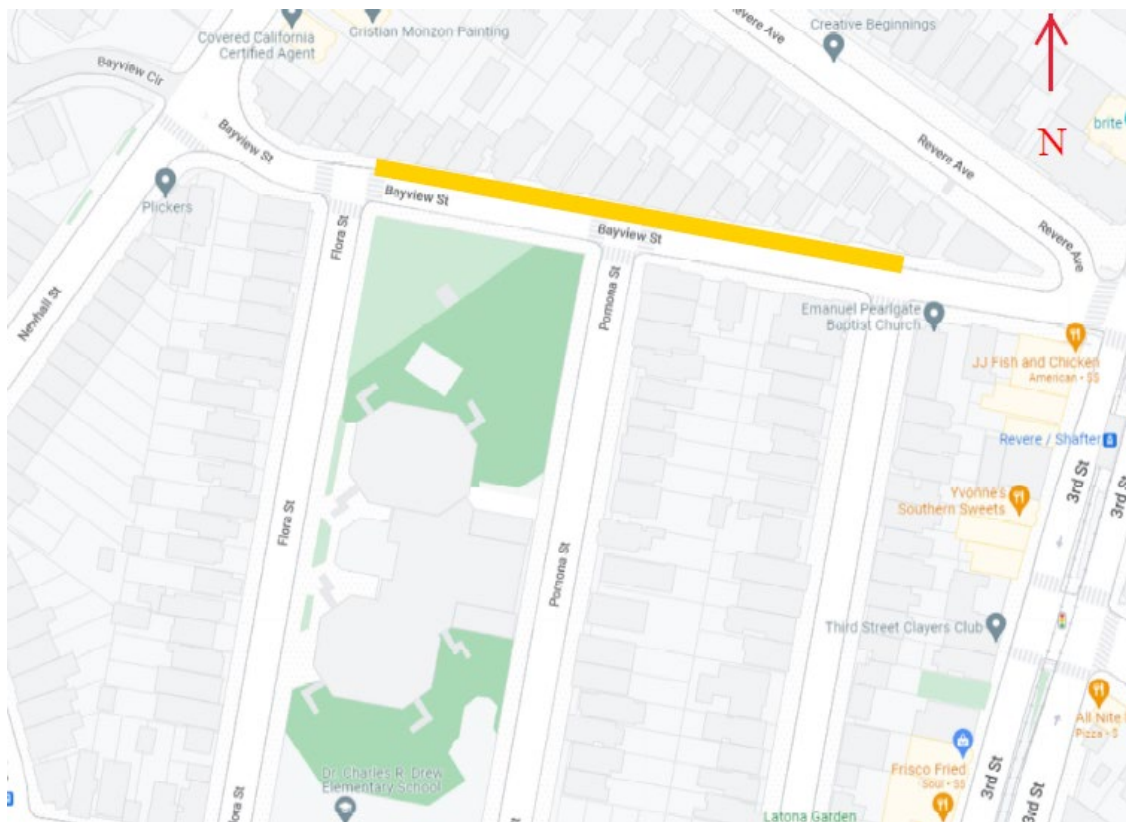 Covered California
Certified Agent
Cristian Monzon Painting
Revere Ave
Creative Beginnings
N
brite
Bayview Cir
Bayview St
Revere Ave
Plickers
Bayview St
Bayview St
Flora St
Revere Ave
Newhall St
Pomona St
Emanuel Pearlgate
Baptist Church
JJ Fish and Chicken
American • $$
Revere / Shafter
3rd St
3rd St
Yvonne's
Southern Sweets
Flora St
Pomona St
Third Street Clayers Club
All Nite
Pizza • $
Dr. Charles R. Drew
Elementary School
Frisco Fried
Soul • $$
3rd St
3rd St
Latona Garden